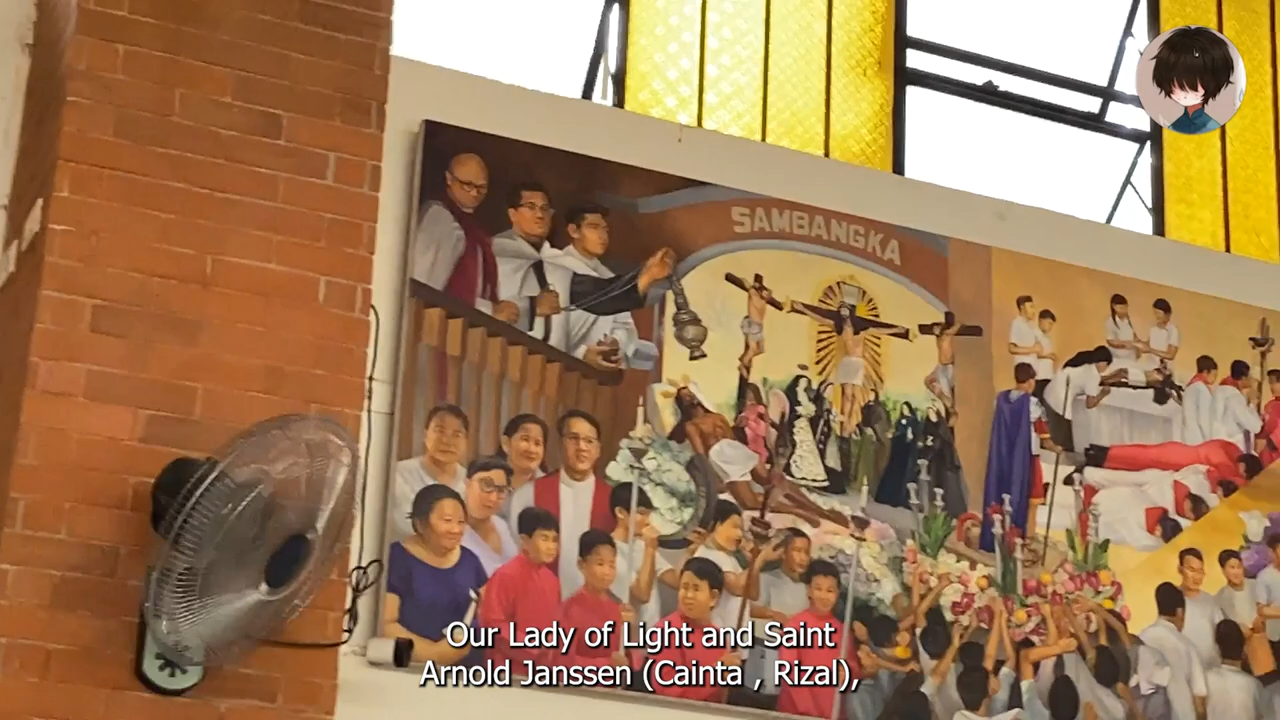 SAMBANGKA
Our Lady of Light and Saint
Arnold Janssen (Cainta , Rizal),